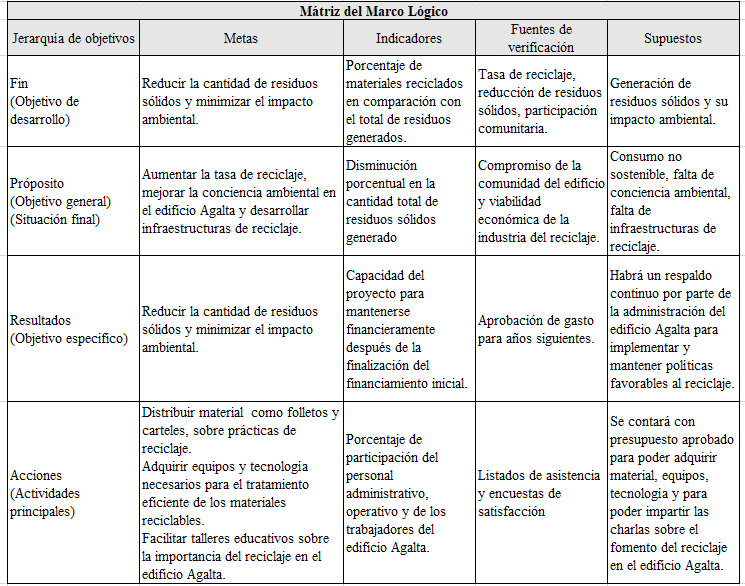 Mátriz del Marco Lógico
Jerarquía de objetivos
Metas
Indicadores
Fuentes de
verificación
Supuestos
Fin
(Objetivo de
desarrollo)
Reducir la cantidad de residuos
sólidos y minimizar el impacto
ambiental.
Porcentaje de
materiales reciclados
en comparación con
el total de residuos
generados.
Tasa de reciclaje,
reducción de residuos
sólidos, participación
comunitaria.
Generación de
residuos sólidos y su
impacto ambiental.
Própósito
(Objetivo general)
(Situación final)
Aumentar la tasa de reciclaje,
mejorar la conciencia ambiental en
el edificio Agalta y desarrollar
infraestructuras de reciclaje.
Disminución
porcentual en la
cantidad total de
residuos sólidos
generado
Compromiso de la
comunidad del edificio
y viabilidad
económica de la
industria del reciclaje.
Consumo no
sostenible, falta de
conciencia ambiental,
falta de
infraestructuras de
reciclaje.
Resultados
(Objetivo especifico)
Reducir la cantidad de residuos
sólidos y minimizar el impacto
ambiental.
Capacidad del
proyecto para
mantenerse
financieramente
después de la
finalización del
financiamiento inicial.
Aprobación de gasto
para años siguientes.
Habrá un respaldo
continuo por parte de
la administración del
edificio Agalta para
implementar y
mantener políticas
favorables al reciclaje.
Acciones
(Actividades
principales)
Distribuir material  como folletos y
carteles, sobre prácticas de
reciclaje.
Adquirir equipos y tecnología
necesarios para el tratamiento
eficiente de los materiales
reciclables.
Facilitar talleres educativos sobre
la importancia del reciclaje en el
edificio Agalta.
Porcentaje de
participación del
personal
administrativo,
operativo y de los
trabajadores del
edificio Agalta.
Listados de asistencia
y encuestas de
satisfacción
Se contará con
presupuesto aprobado
para poder adquirir
material, equipos,
tecnología y para
poder impartir las
charlas sobre el
fomento del reciclaje
en el edificio Agalta.